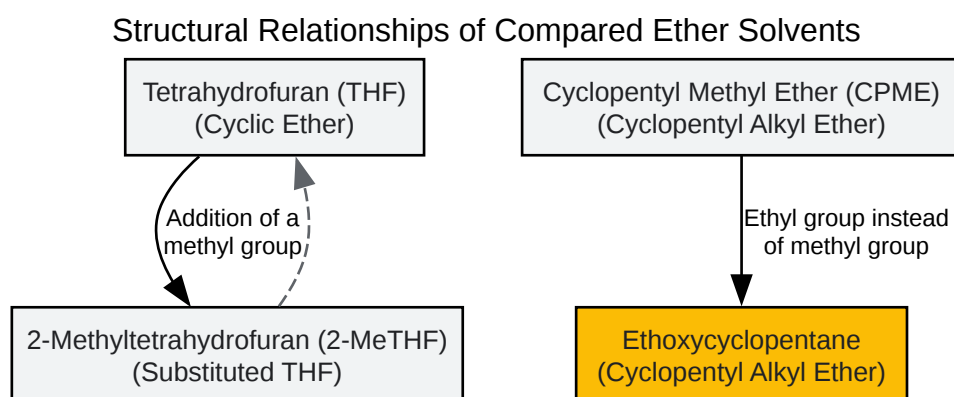 Structural Relationships of Compared Ether Solvents
Tetrahydrofuran (THF)
(Cyclic Ether)
Cyclopentyl Methyl Ether (CPME)
(Cyclopentyl Alkyl Ether)
Addition of a
methyl group
Ethyl group instead
of methyl group
2-Methyltetrahydrofuran (2-MeTHF)
(Substituted THF)
Ethoxycyclopentane
(Cyclopentyl Alkyl Ether)